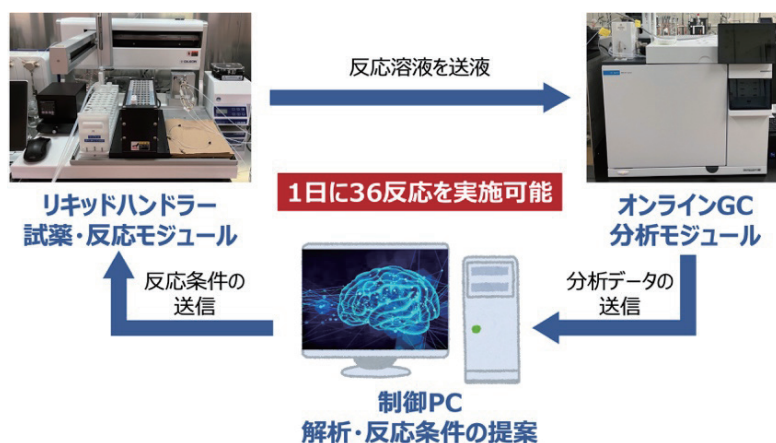 反応溶液を送液
1日に36反応を実施可能
リキッドハンドラー
試薬・反応モジュール
オンラインGC
分析モジュール
反応条件の
送信
分析データの
送信
制御PC
解析・反応条件の提案